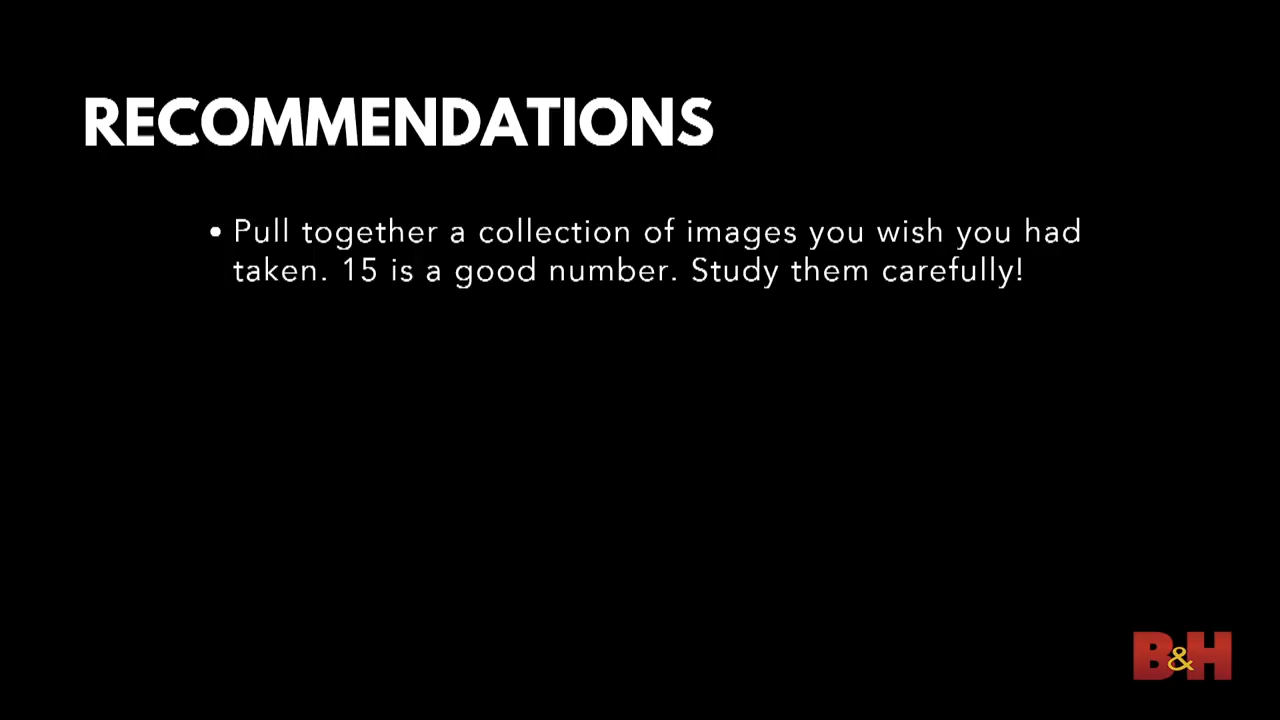 RECOMMENDATIONS
• Pull together a collection of images you wish you had
taken. 15 is a good number. Study them carefully!
B&H